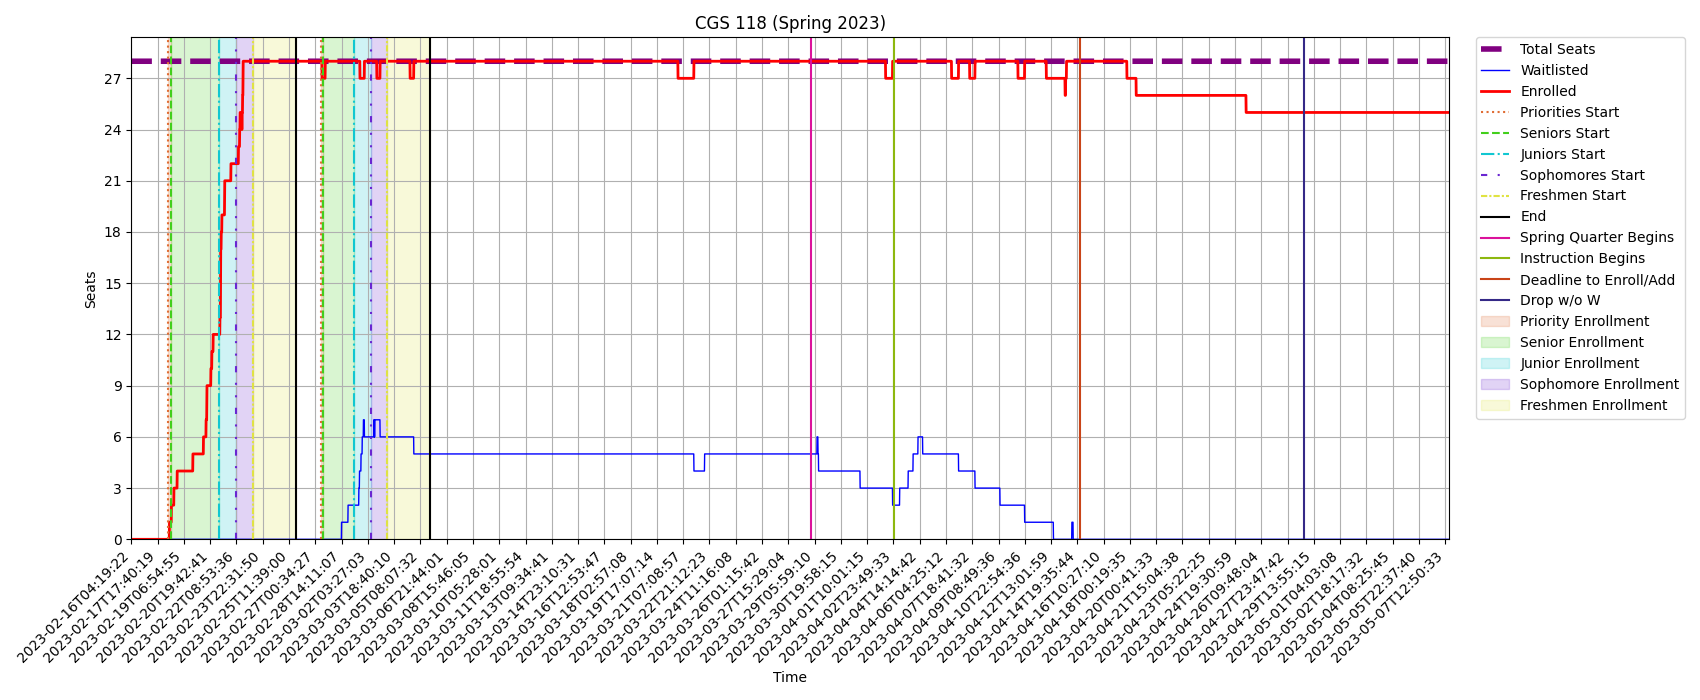 CGS 118 (Spring 2023)
Seats
27
24
21
18
15
12
9
6
3
0
2023-02-16T04:19:22
2023-02-17T17:40:19
2023-02-19T06:54:55
2023-02-20T19:42:41
2023-02-22T08:53:36
2023-02-23T22:31:50
2023-02-25T11:39:00
2023-02-27T00:34:27
2023-02-28T14:11:07
2023-03-02T03:27:03
2023-03-03T18:40:10
2023-03-05T08:07:32
2023-03-06T21:44:01
2023-03-08T15:46:05
2023-03-10T05:28:01
2023-03-11T18:55:54
2023-03-13T09:34:41
2023-03-14T23:10:31
2023-03-16T12:53:47
2023-03-18T02:57:08
2023-03-19T17:07:14
2023-03-21T07:08:57
2023-03-22T21:12:23
2023-03-24T11:16:08
2023-03-26T01:15:42
2023-03-27T15:29:04
2023-03-29T05:59:10
2023-03-30T19:58:15
2023-04-01T10:01:15
2023-04-02T23:49:33
2023-04-04T14:14:42
2023-04-06T04:25:12
2023-04-07T18:41:32
2023-04-09T08:49:36
2023-04-10T22:54:36
2023-04-12T13:01:59
2023-04-14T19:35:44
2023-04-16T10:27:10
2023-04-18T00:19:35
2023-04-20T00:41:33
2023-04-21T15:04:38
2023-04-23T05:22:25
2023-04-24T19:30:59
2023-04-26T09:48:04
2023-04-27T23:47:42
2023-04-29T13:55:15
2023-05-01T04:03:08
2023-05-02T18:17:32
2023-05-04T08:25:45
2023-05-05T22:37:40
2023-05-07T12:50:33
Time
Total Seats
Waitlisted
Enrolled
Priorities Start
Seniors Start
Juniors Start
Sophomores Start
Freshmen Start
End
Spring Quarter Begins
Instruction Begins
Deadline to Enroll/Add
Drop w/o W
Priority Enrollment
Senior Enrollment
Junior Enrollment
Sophomore Enrollment
Freshmen Enrollment